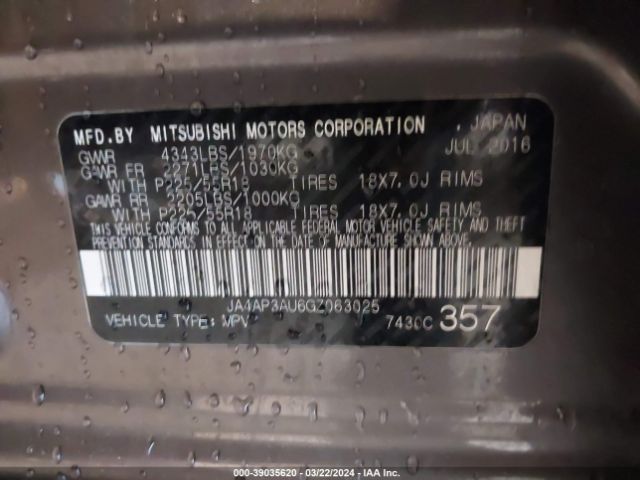 MFD.BY MITSUBISHI MOTORS CORPORATION , JAPAN
GVWR 4343LBS/1970KG JUL 2016
GAWR FR 2271LBS/1030KG
WITH P225/55R18 TIRES 18X7.0J RIMS
GAWR RR 2205LBS/1000KG
WITH P225/55R18 TIRES 18X7.0J RIMS
THIS VEHICLE CONFORMS TO ALL APPLICABLE FEDERAL MOTOR VEHICLE SAFETY AND THEFT
PREVENTION STANDARDS IN EFFECT ON THE DATE OF MANUFACTURE SHOWN ABOVE.
JA4AP3AU6GZ063025
VEHICLE TYPE: MPV 7430C 357
000-39035620 - 03/22/2024 - IAA Inc.